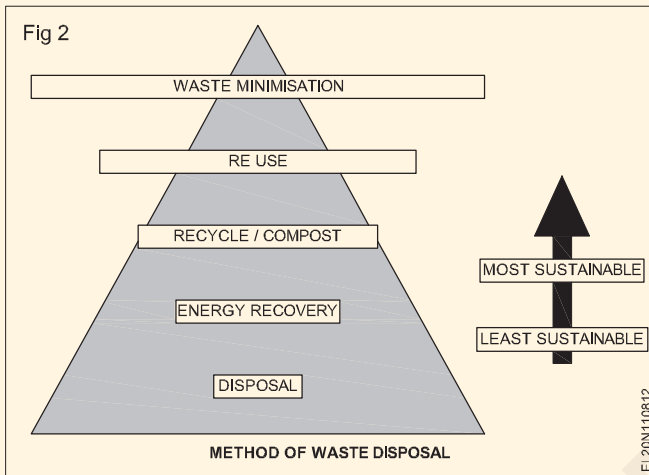 Fig 2
WASTE MINIMISATION
RE USE
RECYCLE / COMPOST
ENERGY RECOVERY
DISPOSAL
MOST SUSTAINABLE
LEAST SUSTAINABLE
METHOD OF WASTE DISPOSAL
EL20N110812